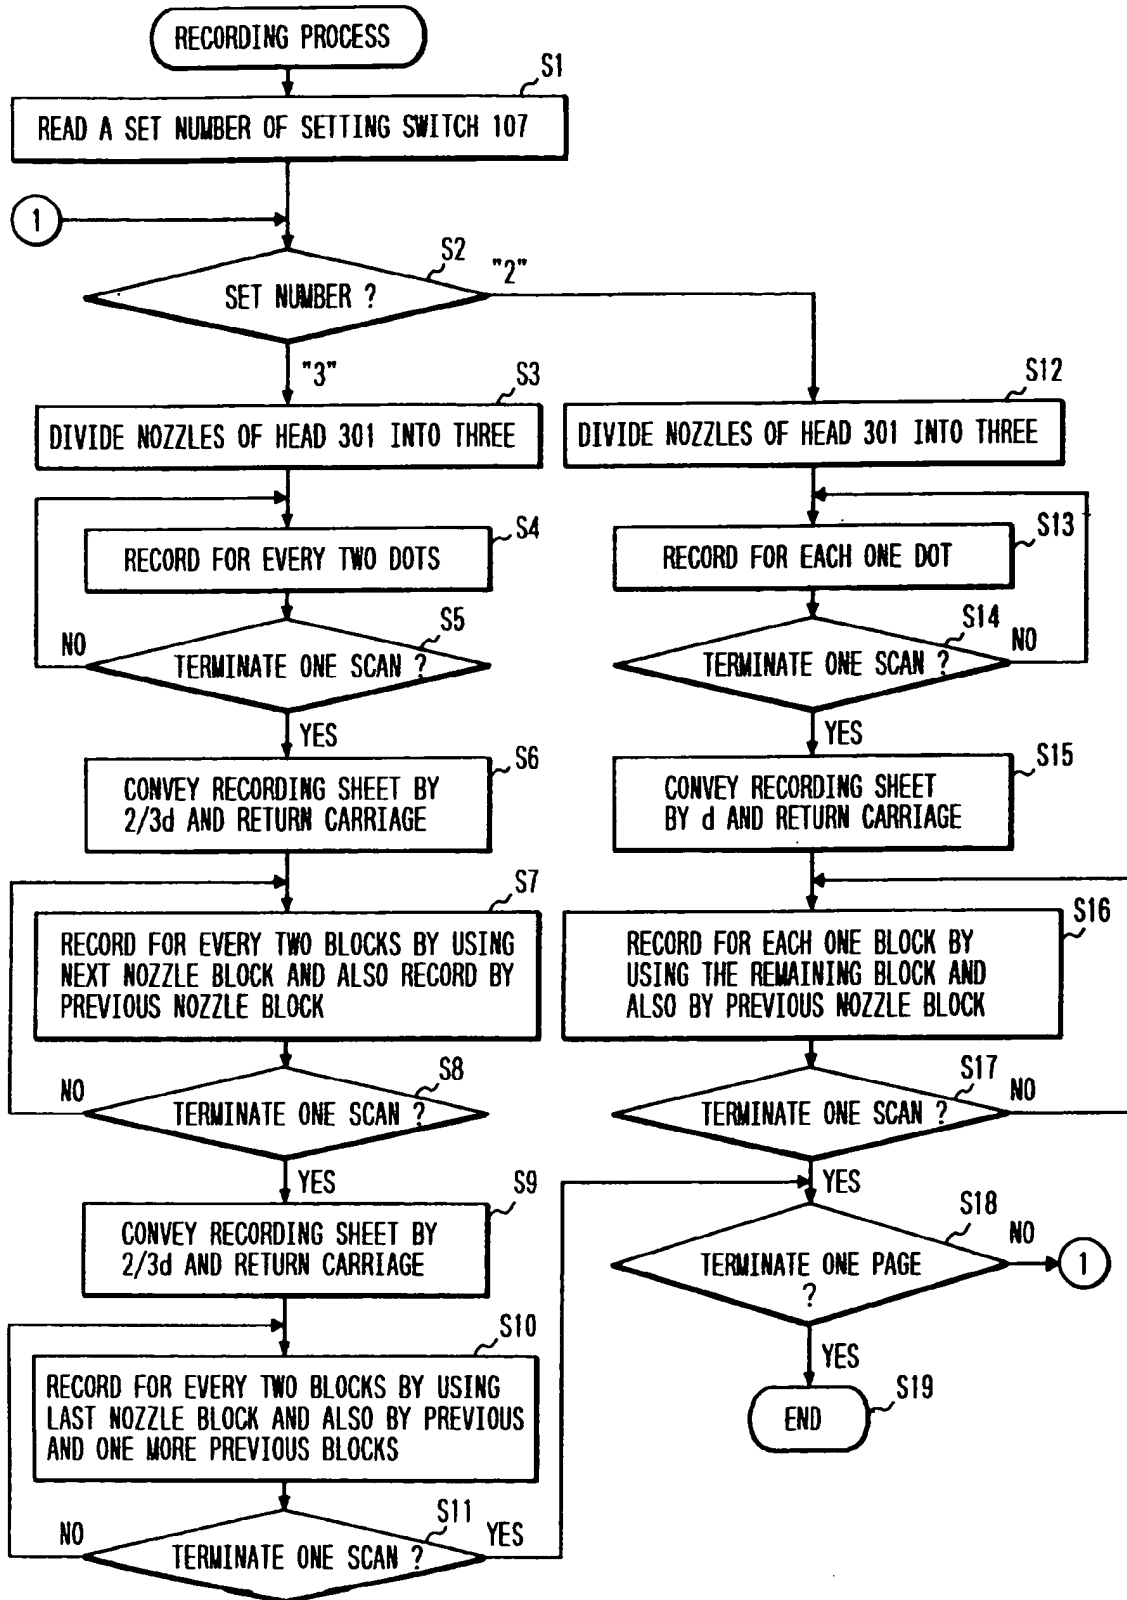 RECORDING PROCESS
S1
READ A SET NUMBER OF SETTING SWITCH 107
1
S2
SET NUMBER ?
"2"
"3"
S3
DIVIDE NOZZLES OF HEAD 301 INTO THREE
S4
RECORD FOR EVERY TWO DOTS
S5
TERMINATE ONE SCAN ?
NO
YES
S6
CONVEY RECORDING SHEET BY
2/3d AND RETURN CARRIAGE
S7
RECORD FOR EVERY TWO BLOCKS BY USING
NEXT NOZZLE BLOCK AND ALSO RECORD BY
PREVIOUS NOZZLE BLOCK
S8
TERMINATE ONE SCAN ?
NO
YES
S9
CONVEY RECORDING SHEET BY
2/3d AND RETURN CARRIAGE
S10
RECORD FOR EVERY TWO BLOCKS BY USING
LAST NOZZLE BLOCK AND ALSO BY PREVIOUS
AND ONE MORE PREVIOUS BLOCKS
S11
TERMINATE ONE SCAN ?
NO
YES
S12
DIVIDE NOZZLES OF HEAD 301 INTO THREE
S13
RECORD FOR EACH ONE DOT
S14
TERMINATE ONE SCAN ?
NO
YES
S15
CONVEY RECORDING SHEET
BY d AND RETURN CARRIAGE
S16
RECORD FOR EACH ONE BLOCK BY
USING THE REMAINING BLOCK AND
ALSO BY PREVIOUS NOZZLE BLOCK
S17
TERMINATE ONE SCAN ?
NO
YES
S18
TERMINATE ONE PAGE
?
NO
1
YES
S19
END